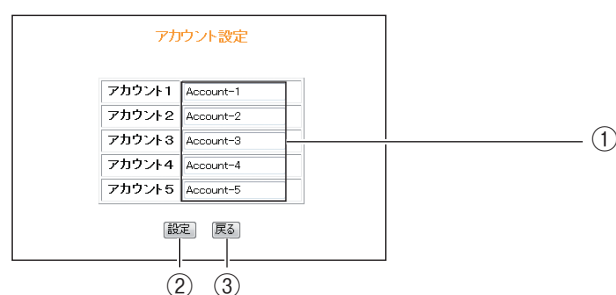 アカウント設定
アカウント1 Account-1
アカウント2 Account-2
アカウント3 Account-3
アカウント4 Account-4
アカウント5 Account-5
①
設定 戻る
② ③